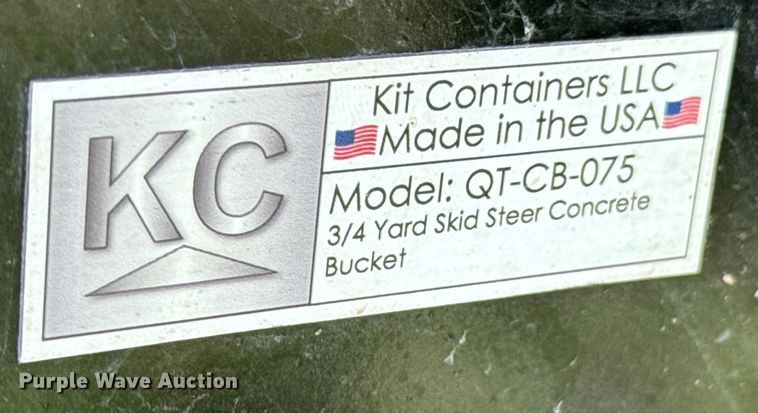 KC
Kit Containers LLC
Made in the USA
Model: QT-CB-075
3/4 Yard Skid Steer Concrete
Bucket
Purple Wave Auction